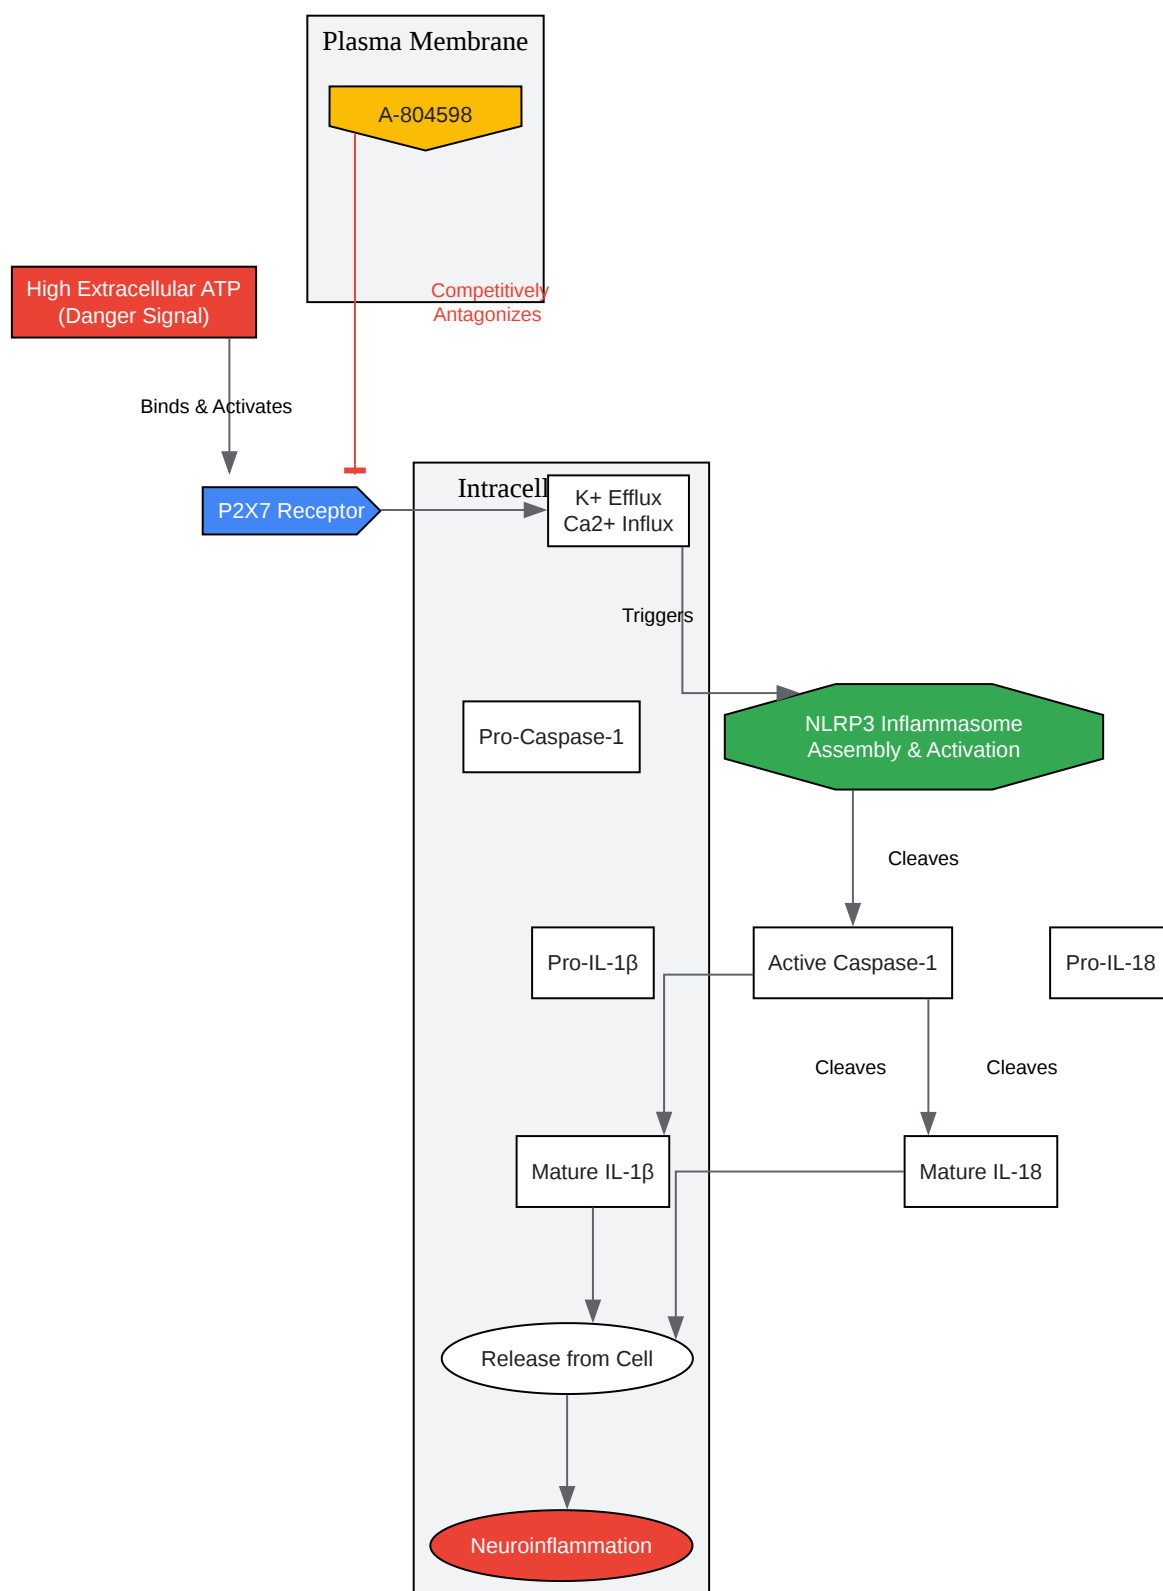 Plasma Membrane
A-804598
High Extracellular ATP
(Danger Signal)
Competitively
Antagonizes
Binds & Activates
P2X7 Receptor
Intracell
K+ Efflux
Ca2+ Influx
Triggers
Pro-Caspase-1
NLRP3 Inflammasome
Assembly & Activation
Cleaves
Pro-IL-1β
Active Caspase-1
Pro-IL-18
Cleaves
Cleaves
Mature IL-1β
Mature IL-18
Release from Cell
Neuroinflammation